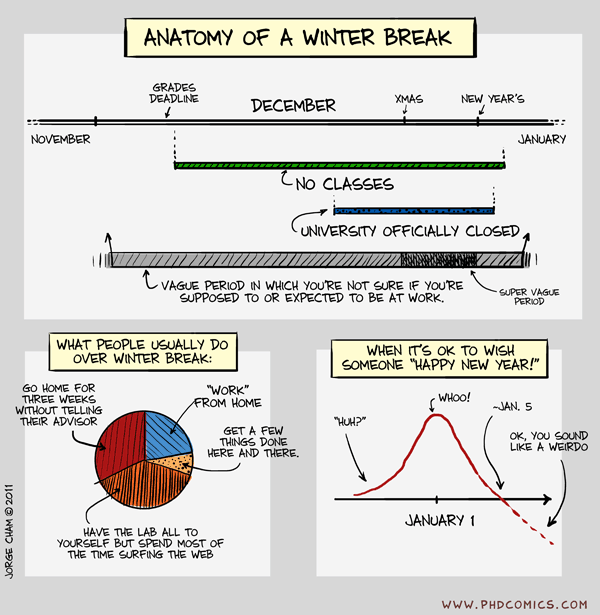 ANATOMY OF A WINTER BREAK
GRADES
DEADLINE
DECEMBER
XMAS
NEW YEAR'S
NOVEMBER
JANUARY
NO CLASSES
UNIVERSITY OFFICIALLY CLOSED
VAGUE PERIOD IN WHICH YOU'RE NOT SURE IF YOU'RE
SUPPOSED TO OR EXPECTED TO BE AT WORK.
SUPER VAGUE
PERIOD
WHAT PEOPLE USUALLY DO
OVER WINTER BREAK:
GO HOME FOR
THREE WEEKS
WITHOUT TELLING
THEIR ADVISOR
"WORK"
FROM HOME
GET A FEW
THINGS DONE
HERE AND THERE.
HAVE THE LAB ALL TO
YOURSELF BUT SPEND MOST OF
THE TIME SURFING THE WEB
WHEN IT'S OK TO WISH
SOMEONE "HAPPY NEW YEAR!"
"HUH?"
WHOO!
~JAN. 5
OK, YOU SOUND
LIKE A WEIRDO
JANUARY 1
JORGE CHAM © 2011
WWW.PHDCOMICS.COM